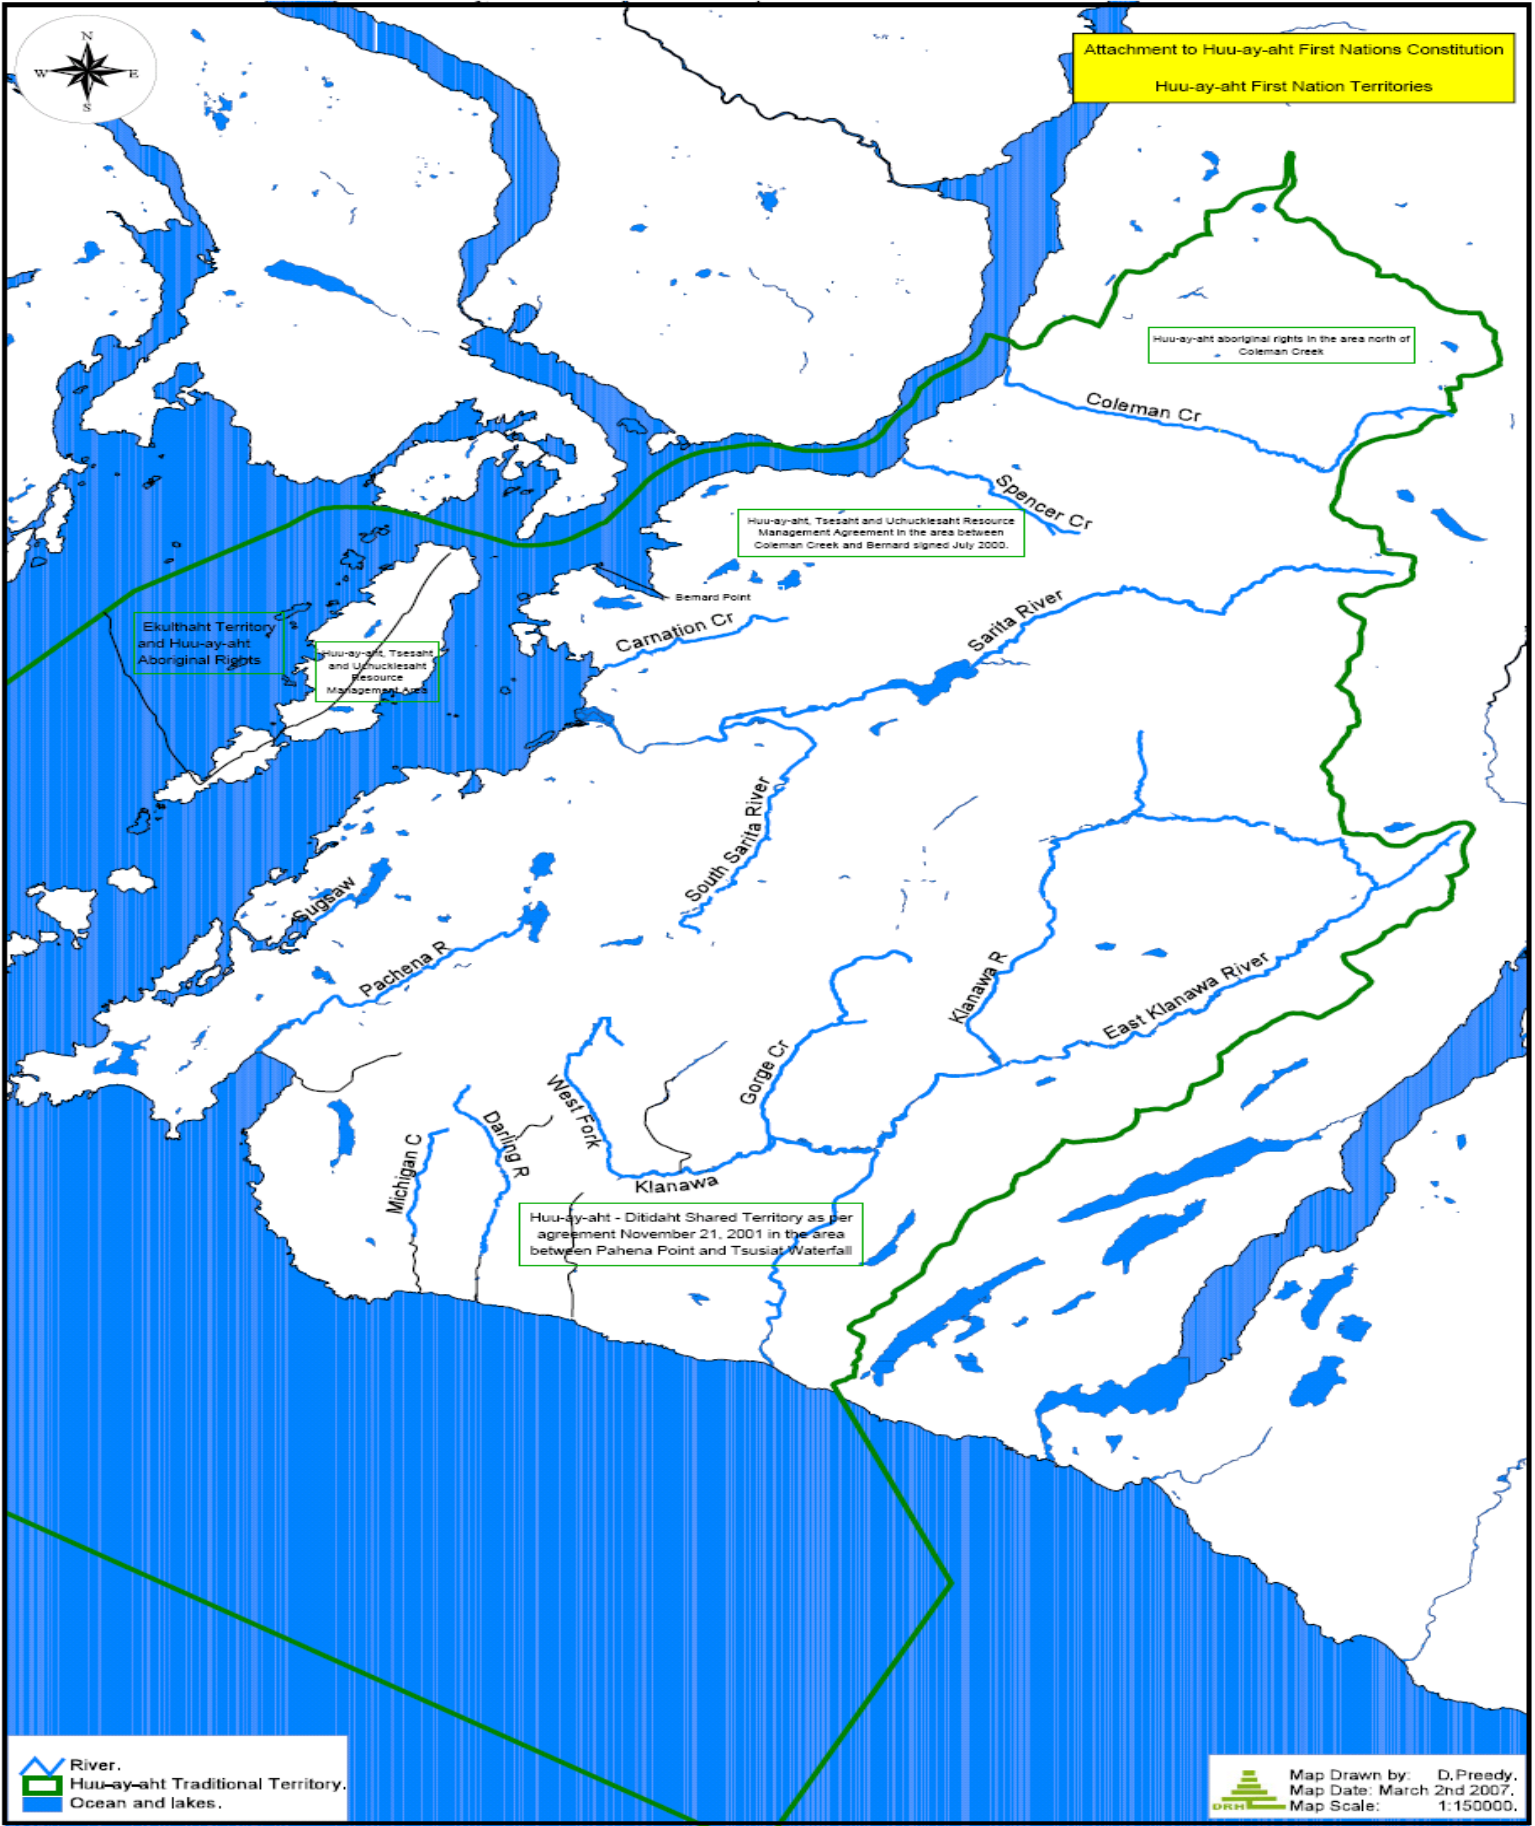 Attachment to Huu-ay-aht First Nations Constitution
Huu-ay-aht First Nation Territories
N
W E
S
Huu-ay-aht aboriginal rights in the area north of
Coleman Creek
Coleman Cr
Spencer Cr
Huu-ay-aht, Tsesaht and Uchucklesaht Resource
Management Agreement in the area between
Coleman Creek and Bernard signed July 2000.
Bernard Point
Carnation Cr
Sarita River
Ekulthaht Territory
and Huu-ay-aht
Aboriginal Rights
Huu-ay-aht, Tsesaht
and Uchucklesaht
Resource
Management Area
South Sarita River
Sugsaw
Pachena R
Klanawa R
East Klanawa River
Gorge Cr
West Fork
Darling R
Michigan C
Klanawa
Huu-ay-aht - Ditidaht Shared Territory as per
agreement November 21, 2001 in the area
between Pahena Point and Tsusiat Waterfall
River.
Huu-ay-aht Traditional Territory.
Ocean and lakes.
DRH
Map Drawn by: D.Preedy.
Map Date: March 2nd 2007.
Map Scale: 1:150000.